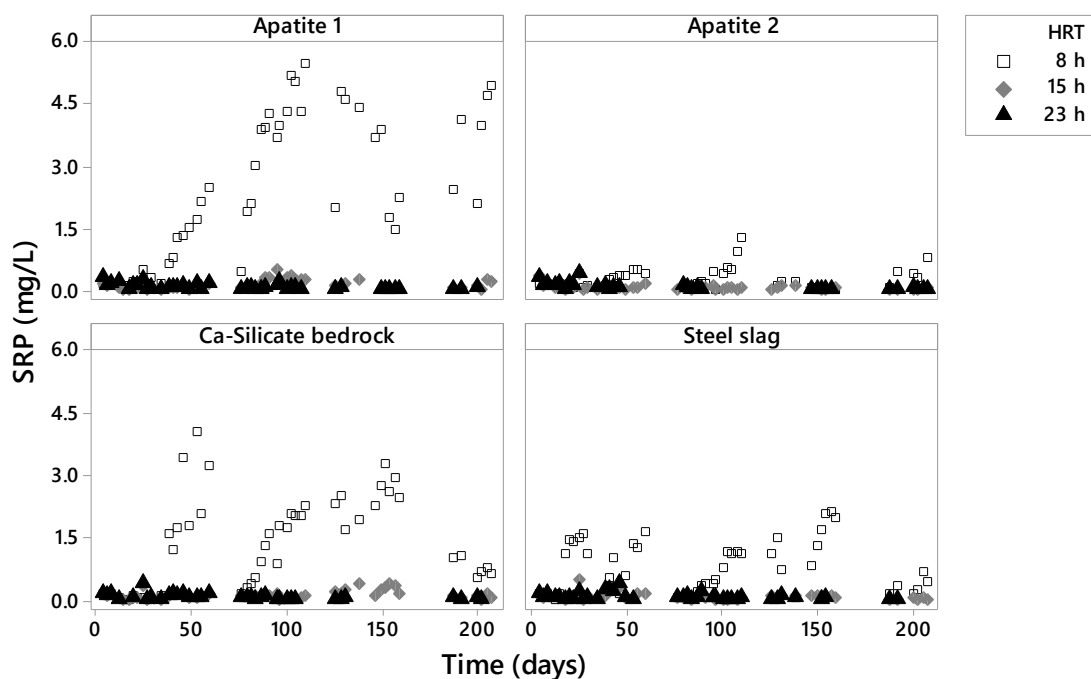 Apatite 1
Apatite 2
HRT
8 h
15 h
23 h
6.0
4.5
3.0
1.5
0.0
Ca-Silicate bedrock
Steel slag
6.0
4.5
3.0
1.5
0.0
0 50 100 150 200
0 50 100 150 200
SRP (mg/L)
Time (days)